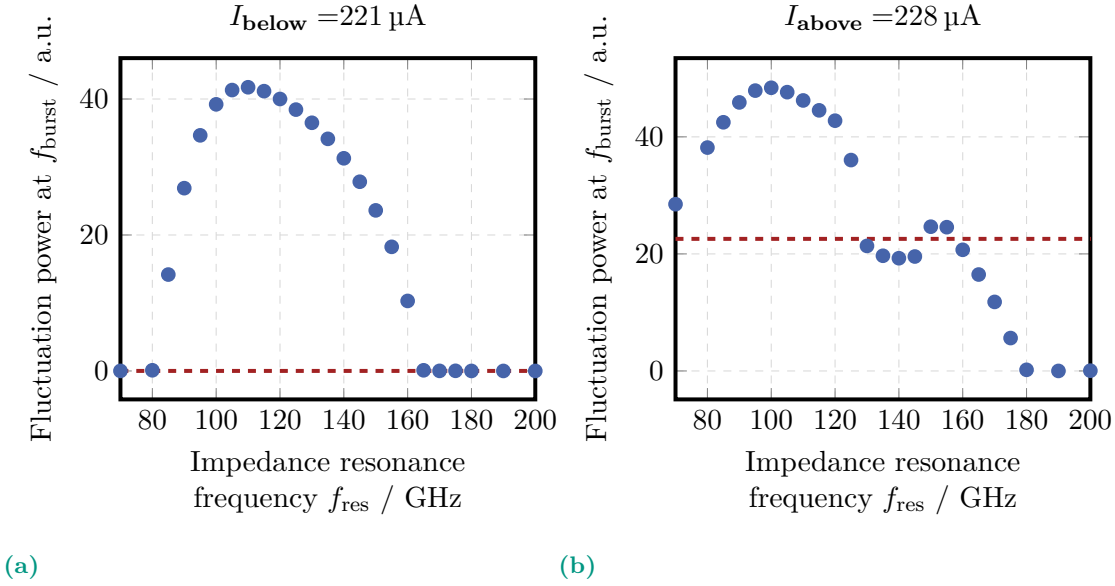 I_below =221 µA
Fluctuation power at f_burst / a.u.
40
20
0
80 100 120 140 160 180 200
Impedance resonance
frequency f_res / GHz
(a)
I_above =228 µA
Fluctuation power at f_burst / a.u.
40
20
0
80 100 120 140 160 180 200
Impedance resonance
frequency f_res / GHz
(b)